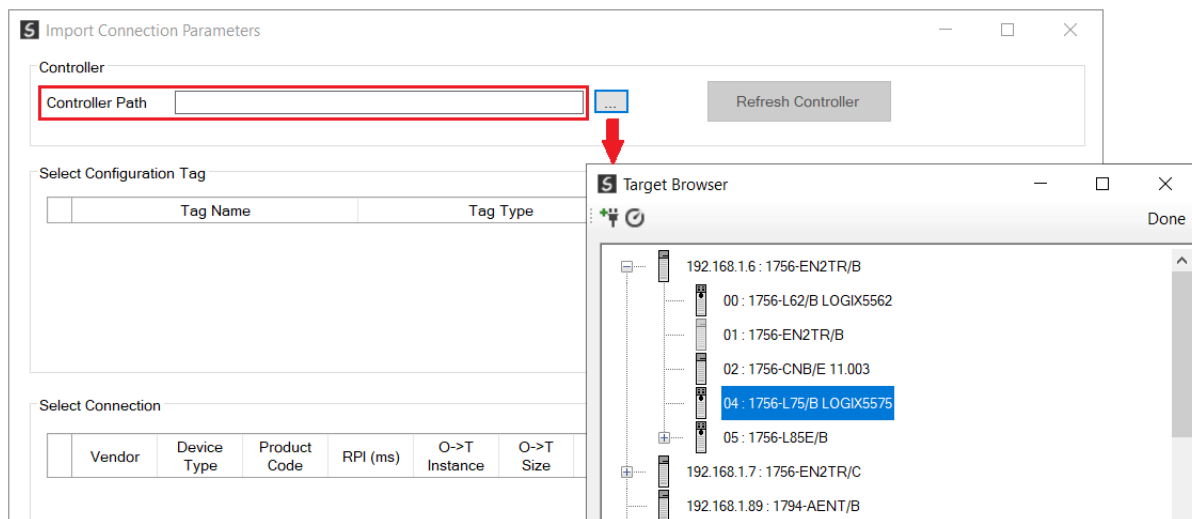 S Import Connection Parameters
Controller
Controller Path ... Refresh Controller
Select Configuration Tag
Tag Name Tag Type
Select Connection
Vendor Device Type Product Code RPI (ms) O->T Instance O->T Size
S Target Browser
Done
192.168.1.6 : 1756-EN2TR/B
00 : 1756-L62/B LOGIX5562
01 : 1756-EN2TR/B
02 : 1756-CNB/E 11.003
04 : 1756-L75/B LOGIX5575
05 : 1756-L85E/B
192.168.1.7 : 1756-EN2TR/C
192.168.1.89 : 1794-AENT/B